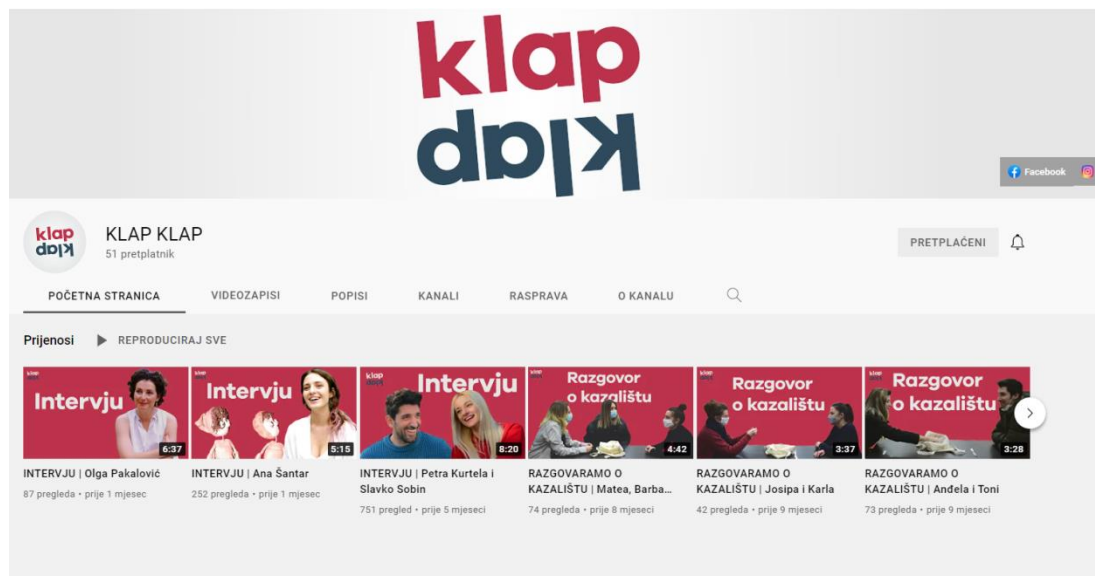 klap
klap
Facebook
klap
klap
KLAP KLAP
51 pretplatnik
PRETPLAĆENI
POČETNA STRANICA
VIDEOZAPISI
POPISI
KANALI
RASPRAVA
O KANALU
Prijenosi
REPRODUCIRAJ SVE
Intervju
6:37
Intervju
5:15
Intervju
8:20
Razgovor
o kazalištu
4:42
Razgovor
o kazalištu
3:37
Razgovor
o kazalištu
3:28
INTERVJU | Olga Pakalović
87 pregleda • prije 1 mjesec
INTERVJU | Ana Šantar
252 pregleda • prije 1 mjesec
INTERVJU | Petra Kurtela i
Slavko Sobin
751 pregled • prije 5 mjeseci
RAZGOVARAMO O
KAZALIŠTU | Matea, Barba...
74 pregleda • prije 8 mjeseci
RAZGOVARAMO O
KAZALIŠTU | Josipa i Karla
42 pregleda • prije 9 mjeseci
RAZGOVARAMO O
KAZALIŠTU | Anđela i Toni
73 pregleda • prije 9 mjeseci